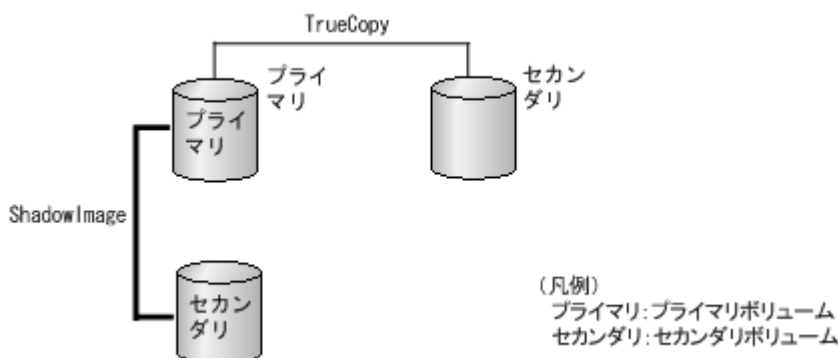 TrueCopy
プライ
マリ
セカン
ダリ
プライ
マリ
ShadowImage
セカン
ダリ
(凡例)
プライマリ:プライマリボリューム
セカンダリ:セカンダリボリューム